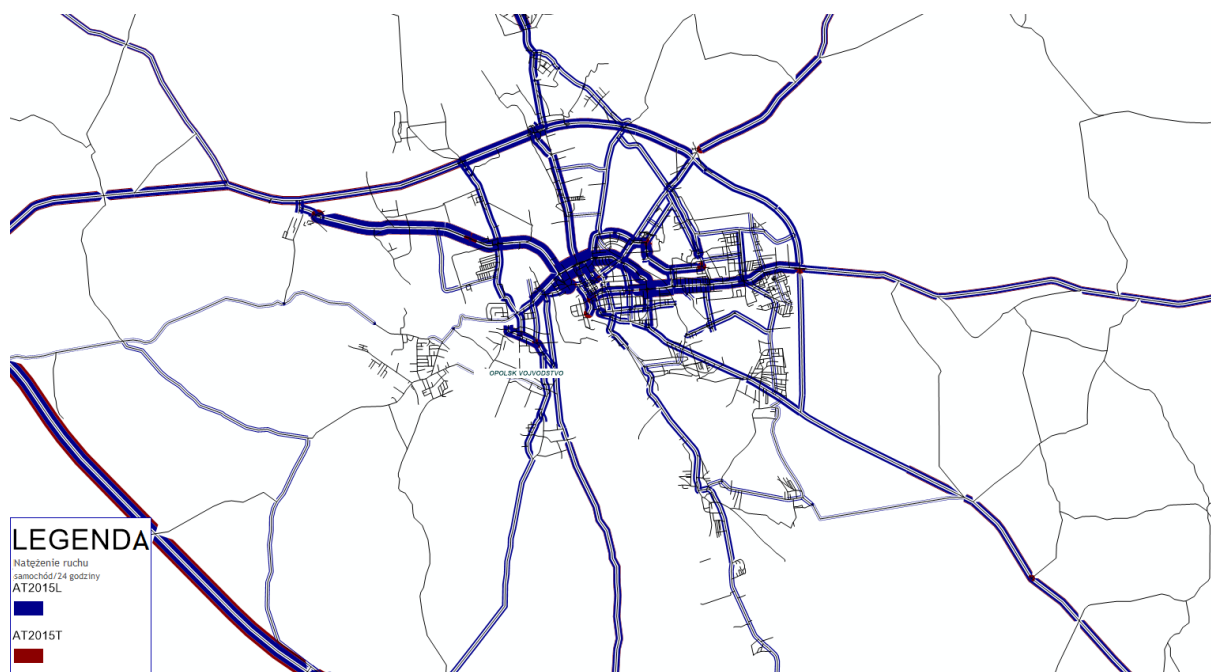 OPOLSK VOJVODSTVO
LEGENDA
Natężenie ruchu
samochód/24 godziny
AT2015L
AT2015T